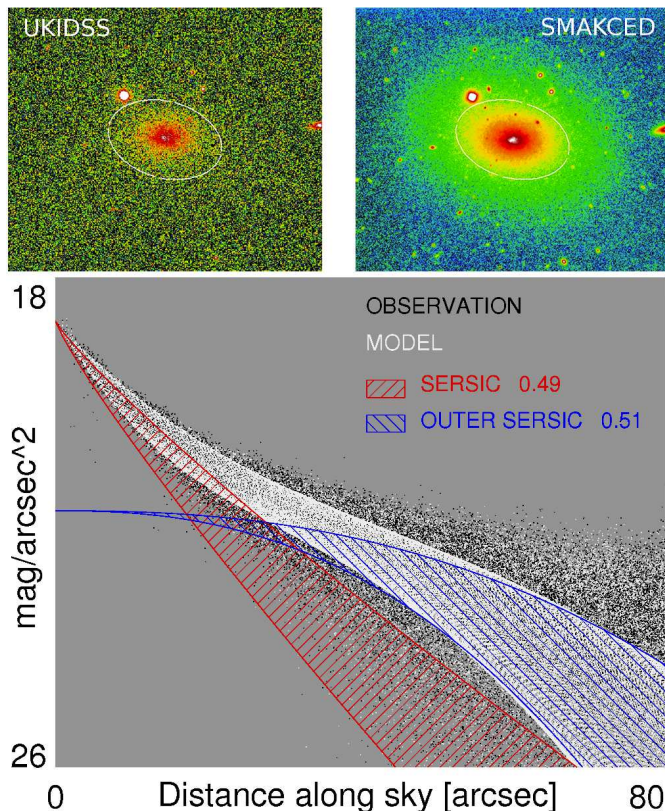 UKIDSS
SMAKCED
18
OBSERVATION
MODEL
SERSIC 0.49
OUTER SERSIC 0.51
mag/arcsec^2
26
0 Distance along sky [arcsec] 80